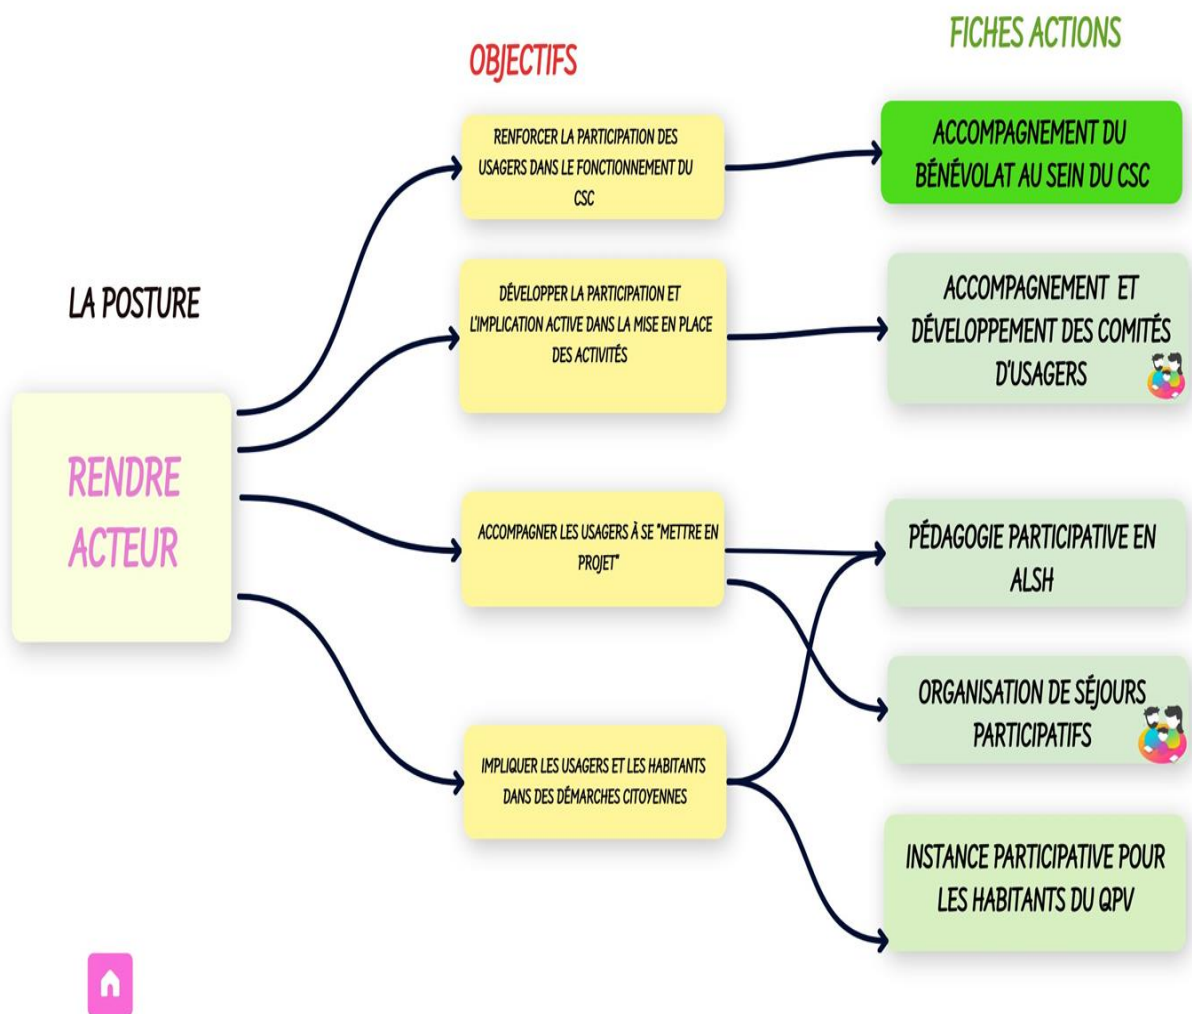 FICHES ACTIONS
OBJECTIFS
LA POSTURE
RENDRE
ACTEUR
RENFORCER LA PARTICIPATION DES
USAGERS DANS LE FONCTIONNEMENT DU
CSC
DÉVELOPPER LA PARTICIPATION ET
L'IMPLICATION ACTIVE DANS LA MISE EN PLACE
DES ACTIVITÉS
ACCOMPAGNER LES USAGERS À SE "METTRE EN
PROJET"
IMPLIQUER LES USAGERS ET LES HABITANTS
DANS DES DÉMARCHES CITOYENNES
ACCOMPAGNEMENT DU
BÉNÉVOLAT AU SEIN DU CSC
ACCOMPAGNEMENT ET
DÉVELOPPEMENT DES COMITÉS
D'USAGERS
PÉDAGOGIE PARTICIPATIVE EN
ALSH
ORGANISATION DE SÉJOURS
PARTICIPATIFS
INSTANCE PARTICIPATIVE POUR
LES HABITANTS DU QPV